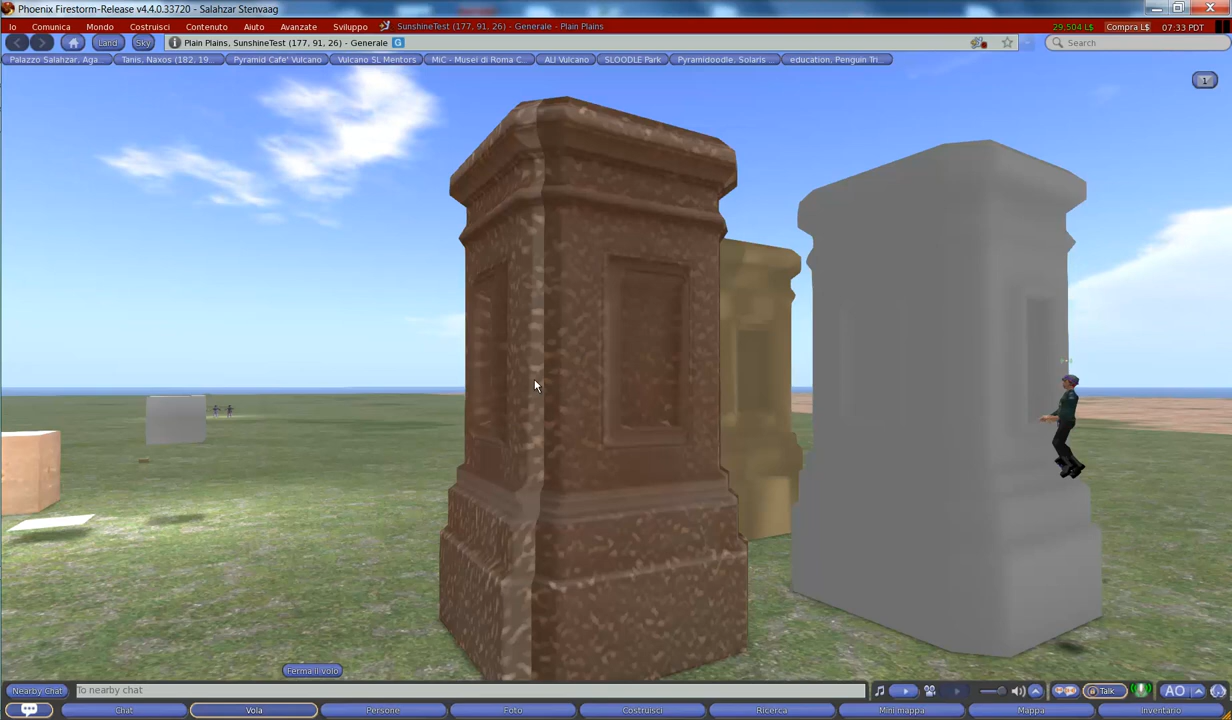 Phoenix Firestorm-Release v4.4.0.33720 - Salahzar Stenvaag
Io Comunica Mondo Costruisci Contenuto Aiuto Avanzate Sviluppo SunshineTest (177, 91, 26) - Generale - Plain Plains 29,504 L$ Compra L$ 07:33 PDT
Land Sky Plain Plains, SunshineTest (177, 91, 26) - Generale G Search
Palazzo Salahzar, Aga... Tanis, Naxos (182, 19... Pyramid Cafe' Vulcano Vulcano SL Mentors MiC - Musei di Roma C... ALI Vulcano SLOODLE Park Pyramidoodle, Solaris ... education, Penguin Tri...
1
Ferma il volo
Nearby Chat To nearby chat Talk AO
Chat Vola Persone Foto Costruisci Ricerca Mini mappa Mappa Inventario